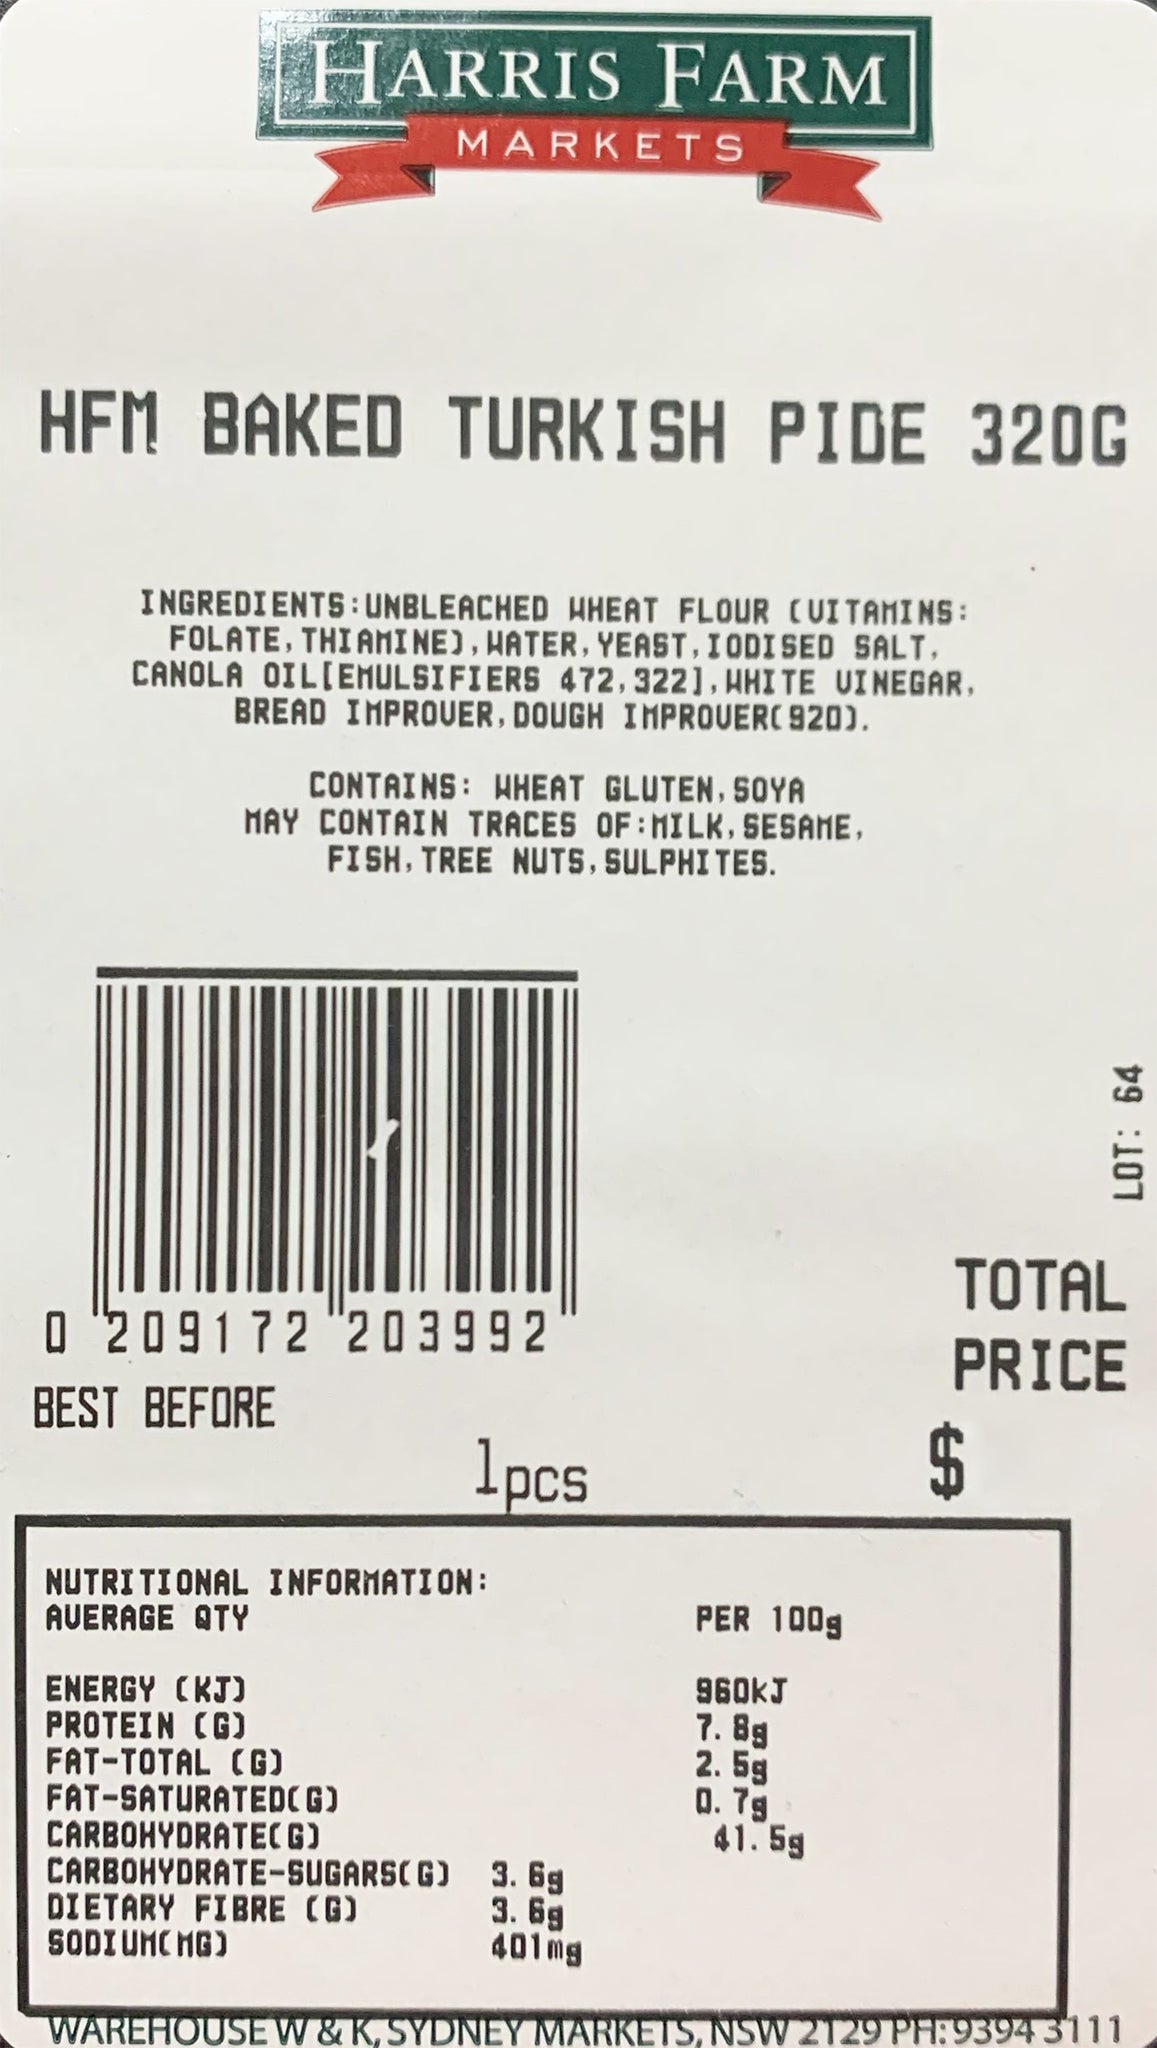 HARRIS FARM
MARKETS
HFM BAKED TURKISH PIDE 320G
INGREDIENTS:UNBLEACHED WHEAT FLOUR (VITAMINS:
FOLATE,THIAMINE),WATER,YEAST,IODISED SALT,
CANOLA OIL[EMULSIFIERS 472,322],WHITE VINEGAR,
BREAD IMPROVER,DOUGH IMPROVER(920).
CONTAINS: WHEAT GLUTEN,SOYA
MAY CONTAIN TRACES OF:MILK,SESAME,
FISH,TREE NUTS,SULPHITES.
LOT: 64
0 209172 203992
TOTAL
PRICE
BEST BEFORE
1pcs
$
NUTRITIONAL INFORMATION:
AVERAGE QTY PER 100g
ENERGY (KJ) 960kJ
PROTEIN (G) 7.8g
FAT-TOTAL (G) 2.5g
FAT-SATURATED(G) 0.7g
CARBOHYDRATE(G) 41.5g
CARBOHYDRATE-SUGARS(G) 3.6g
DIETARY FIBRE (G) 3.6g
SODIUM(MG) 401mg
WAREHOUSE W & K, SYDNEY MARKETS, NSW 2129 PH: 9394 3111